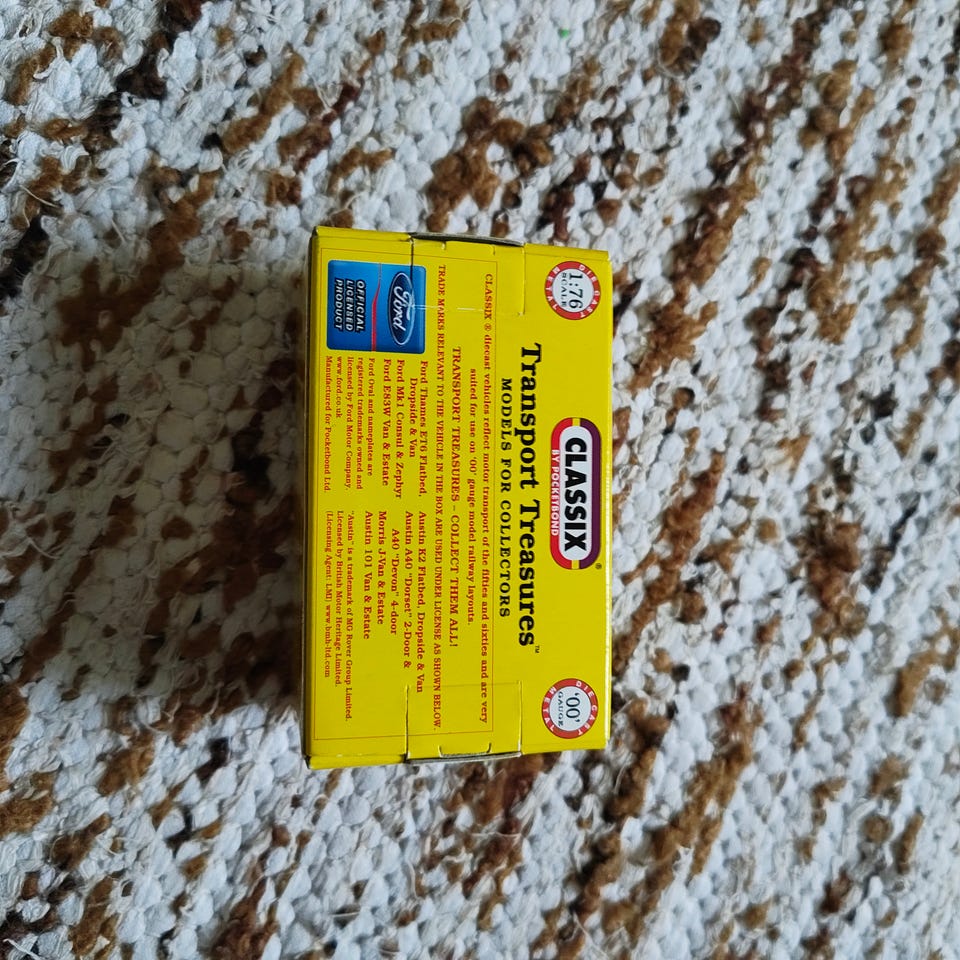 DIE CAST
1:76
SCALE
METAL
CLASSIX ®
BY POCKETBOND
DIE CAST
'00'
GAUGE
METAL
Transport Treasures™
MODELS FOR COLLECTORS
CLASSIX ® diecast vehicles reflect motor transport of the fifties and sixties and are very
suited for use on '00' gauge model railway layouts.
TRANSPORT TREASURES – COLLECT THEM ALL!
TRADE MARKS RELEVANT TO THE VEHICLE IN THE BOX ARE USED UNDER LICENSE AS SHOWN BELOW.
Ford
OFFICIAL
LICENSED
PRODUCT
Ford Thames ET6 Flatbed,
Dropside & Van
Ford Mk1 Consul & Zephyr
Ford E83W Van & Estate
Ford Oval and nameplates are
registered trademarks owned and
licensed by Ford Motor Company.
www.ford.co.uk
Manufactured for Pocketbond Ltd.
Austin K2 Flatbed, Dropside & Van
Austin A40 "Dorset" 2-Door &
A40 "Devon" 4-door
Morris J-Van & Estate
Austin 101 Van & Estate
"Austin" is a trademark of MG Rover Group Limited.
Licensed by British Motor Heritage Limited.
(Licensing Agent: LMI) www.bmh-ltd.com